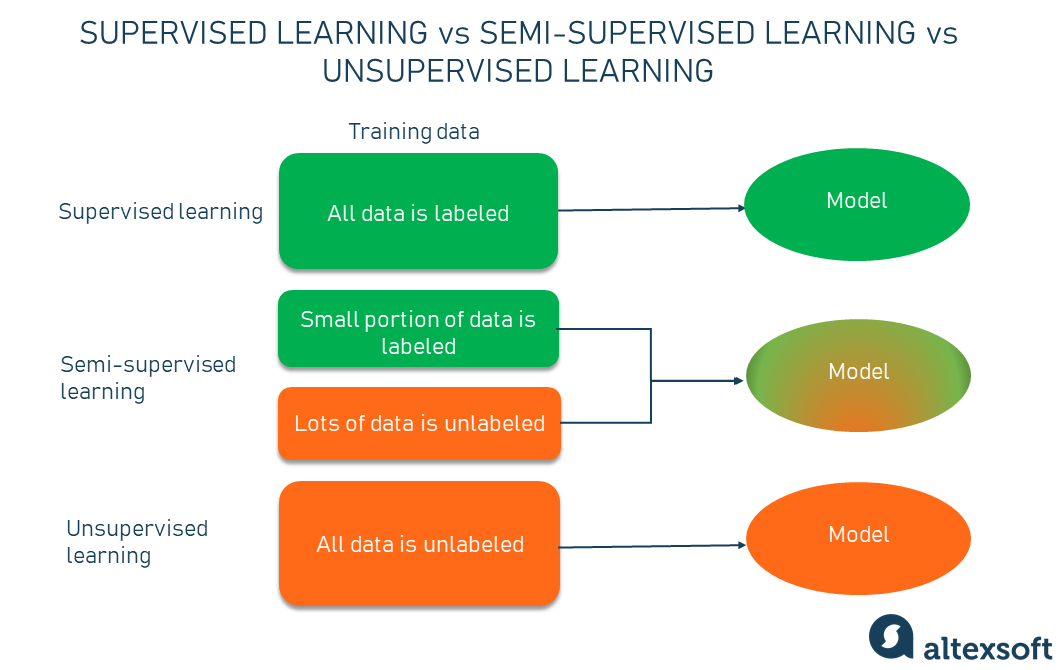 SUPERVISED LEARNING vs SEMI-SUPERVISED LEARNING vs
UNSUPERVISED LEARNING
Training data
Supervised learning
All data is labeled
Model
Semi-supervised
learning
Small portion of data is
labeled
Lots of data is unlabeled
Model
Unsupervised
learning
All data is unlabeled
Model
altexsoft